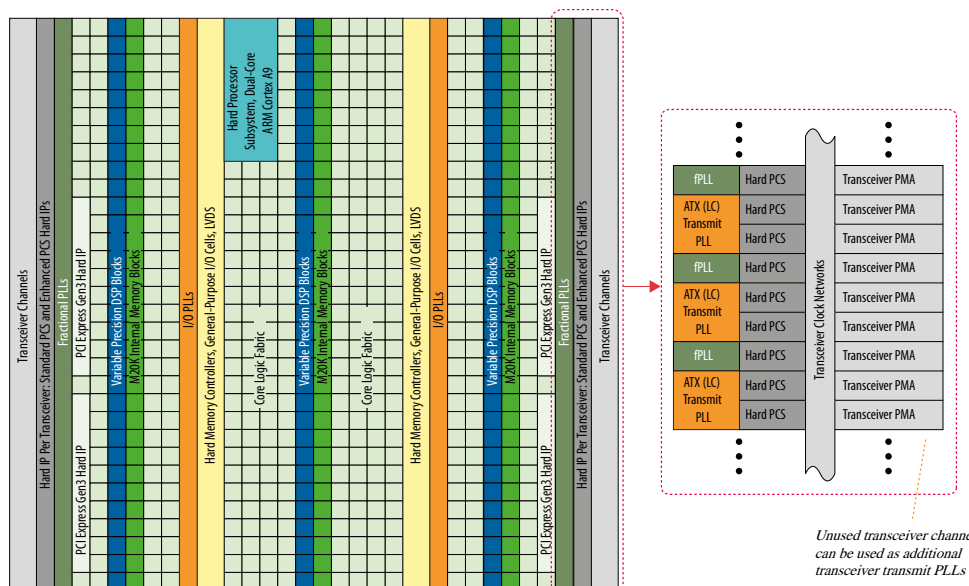 Transceiver Channels
Hard IP Per Transceiver: Standard PCS and Enhanced PCS Hard IPs
Fractional PLLs
PCI Express Gen3 Hard IP
PCI Express Gen3 Hard IP
Variable Precision DSP Blocks
M20K Internal Memory Blocks
I/O PLLs
Hard Memory Controllers, General-Purpose I/O Cells, LVDS
Hard Processor
Subsystem, Dual-Core
ARM Cortex A9
Core Logic Fabric
Variable Precision DSP Blocks
M20K Internal Memory Blocks
Core Logic Fabric
Hard Memory Controllers, General-Purpose I/O Cells, LVDS
I/O PLLs
Variable Precision DSP Blocks
M20K Internal Memory Blocks
PCI Express Gen3 Hard IP
PCI Express Gen3 Hard IP
Fractional PLLs
Hard IP Per Transceiver: Standard PCS and Enhanced PCS Hard IPs
Transceiver Channels
fPLL
ATX (LC)
Transmit
PLL
fPLL
ATX (LC)
Transmit
PLL
fPLL
ATX (LC)
Transmit
PLL
Hard PCS
Hard PCS
Hard PCS
Hard PCS
Hard PCS
Hard PCS
Hard PCS
Hard PCS
Hard PCS
Transceiver Clock Networks
Transceiver PMA
Transceiver PMA
Transceiver PMA
Transceiver PMA
Transceiver PMA
Transceiver PMA
Transceiver PMA
Transceiver PMA
Transceiver PMA
Unused transceiver
can be used as additional
transceiver transmit PLLs